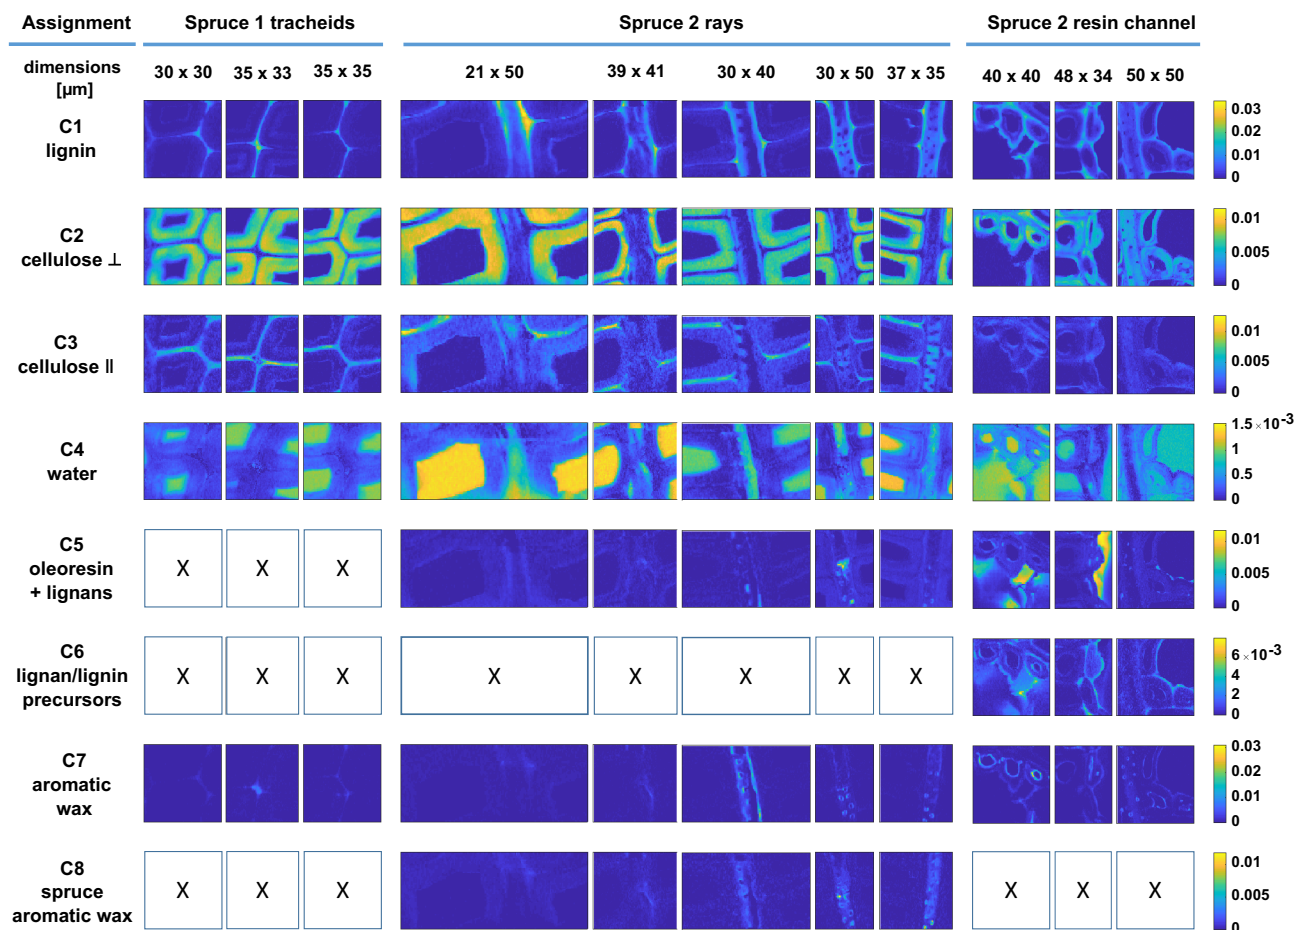 Assignment Spruce 1 tracheids Spruce 2 rays Spruce 2 resin channel
dimensions
[µm]
30 x 30 35 x 33 35 x 35 21 x 50 39 x 41 30 x 40 30 x 50 37 x 35 40 x 40 48 x 34 50 x 50
C1
lignin
0.03
0.02
0.01
0
C2
cellulose ⊥
0.01
0.005
0
C3
cellulose ||
0.01
0.005
0
C4
water
1.5×10⁻³
1
0.5
0
C5
oleoresin
+ lignans
X X X
0.01
0.005
0
C6
lignan/lignin
precursors
X X X X X X X X
6×10⁻³
4
2
0
C7
aromatic
wax
0.03
0.02
0.01
0
C8
spruce
aromatic wax
X X X X X X
0.01
0.005
0